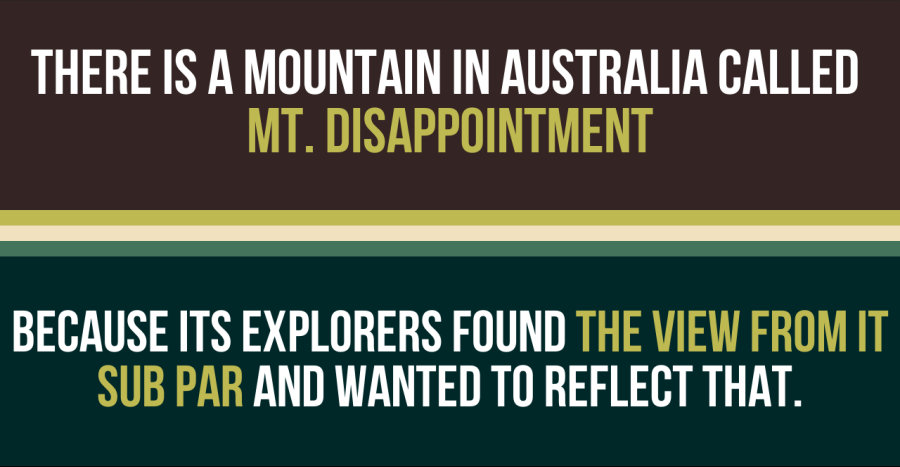 THERE IS A MOUNTAIN IN AUSTRALIA CALLED
MT. DISAPPOINTMENT
BECAUSE ITS EXPLORERS FOUND THE VIEW FROM IT
SUB PAR AND WANTED TO REFLECT THAT.